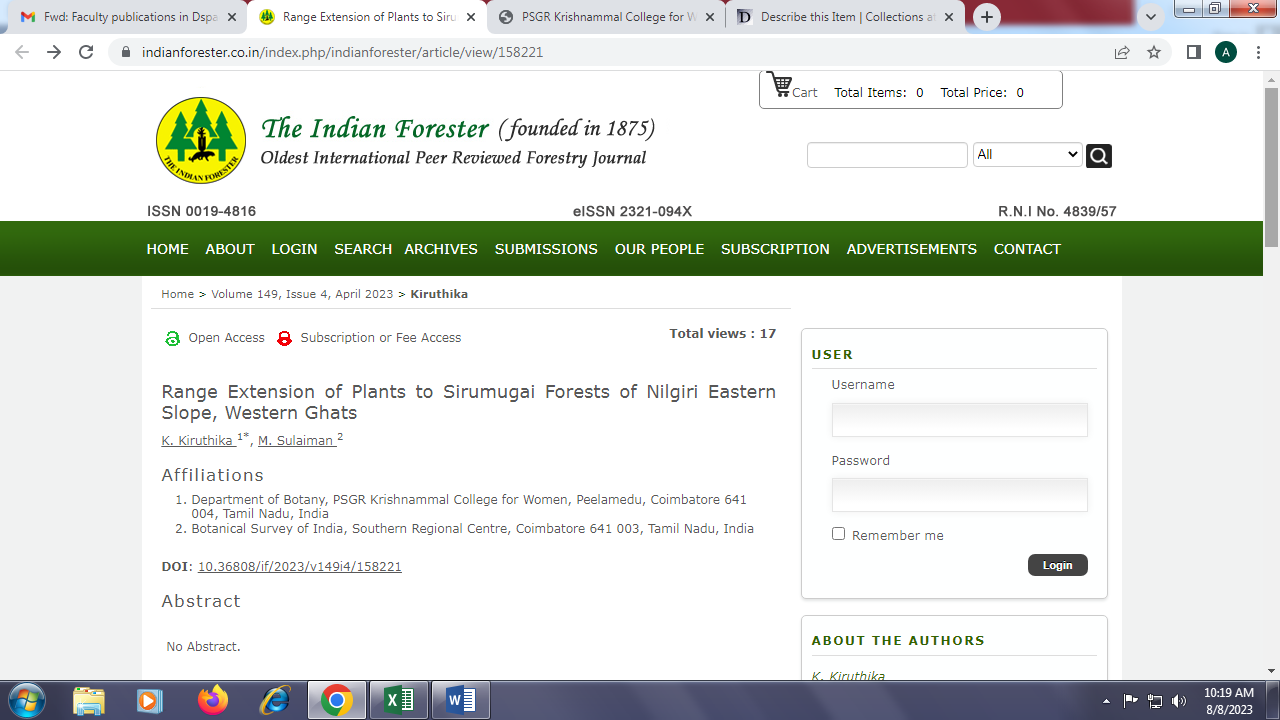 Fwd: Faculty publications in Dspa
Range Extension of Plants to Siru
PSGR Krishnammal College for W
Describe this Item | Collections at
indianforester.co.in/index.php/indianforester/article/view/158221
A
Cart Total Items: 0 Total Price: 0
THE INDIAN FORESTER
The Indian Forester (founded in 1875)
Oldest International Peer Reviewed Forestry Journal
All
ISSN 0019-4816 eISSN 2321-094X R.N.I No. 4839/57
HOME ABOUT LOGIN SEARCH ARCHIVES SUBMISSIONS OUR PEOPLE SUBSCRIPTION ADVERTISEMENTS CONTACT
Home > Volume 149, Issue 4, April 2023 > Kiruthika
Open Access Subscription or Fee Access Total views : 17
Range Extension of Plants to Sirumugai Forests of Nilgiri Eastern
Slope, Western Ghats
K. Kiruthika 1*, M. Sulaiman 2
Affiliations
1. Department of Botany, PSGR Krishnammal College for Women, Peelamedu, Coimbatore 641
004, Tamil Nadu, India
2. Botanical Survey of India, Southern Regional Centre, Coimbatore 641 003, Tamil Nadu, India
DOI: 10.36808/if/2023/v149i4/158221
Abstract
No Abstract.
USER
Username
Password
Remember me
Login
ABOUT THE AUTHORS
K. Kiruthika
10:19 AM
8/8/2023